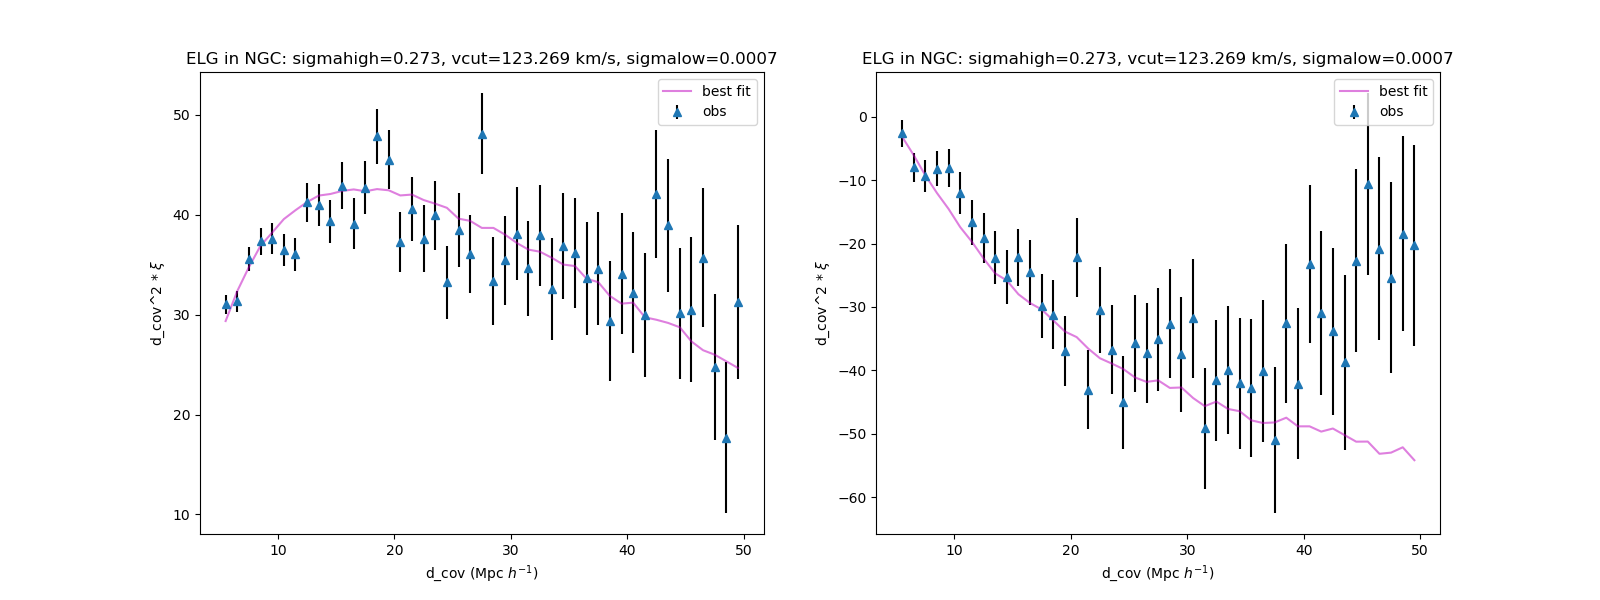 ELG in NGC: sigmahigh=0.273, vcut=123.269 km/s, sigmalow=0.0007
best fit
obs
50
40
30
20
10
d_cov^2 * ξ
10
20
30
40
50
d_cov (Mpc h⁻¹)
ELG in NGC: sigmahigh=0.273, vcut=123.269 km/s, sigmalow=0.0007
best fit
obs
0
−10
−20
−30
−40
−50
−60
d_cov^2 * ξ
10
20
30
40
50
d_cov (Mpc h⁻¹)